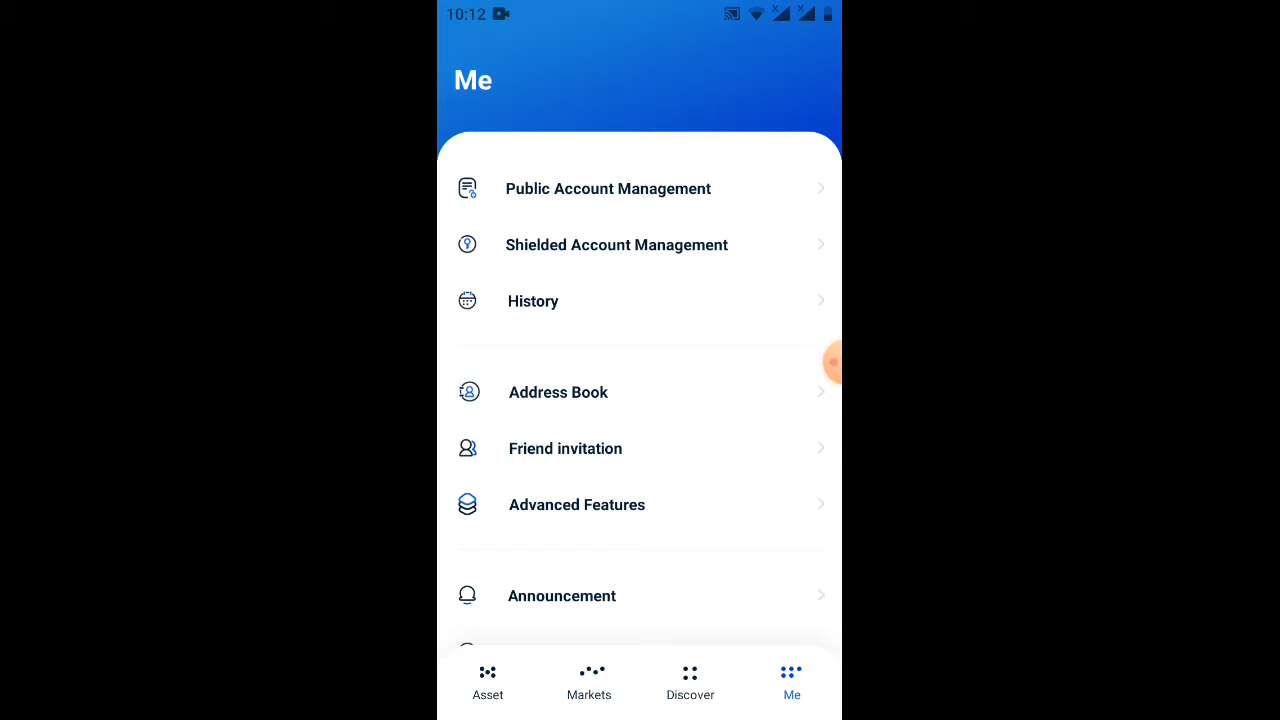 10:12
Me
Public Account Management
Shielded Account Management
History
Address Book
Friend invitation
Advanced Features
Announcement
Asset
Markets
Discover
Me